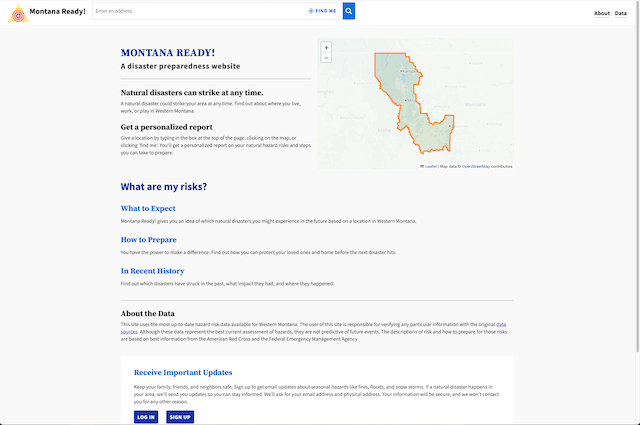 Montana Ready!
Enter an address.
FIND ME
About
Data
MONTANA READY!
A disaster preparedness website
Natural disasters can strike at any time.
A natural disaster could strike your area at any time. Find out about where you live,
work, or play in Western Montana.
Get a personalized report
Give a location by typing in the box at the top of the page, clicking on the map, or
clicking 'find me'. You'll get a personalized report on your natural hazard risks and steps
you can take to prepare.
+
−
Leaflet | Map data © OpenStreetMap contributors
What are my risks?
What to Expect
Montana Ready! gives you an idea of which natural disasters you might experience in the future based on a location in Western Montana.
How to Prepare
You have the power to make a difference. Find out how you can protect your loved ones and home before the next disaster hits.
In Recent History
Find out which disasters have struck in the past, what impact they had, and where they happened.
About the Data
This site uses the most up-to-date hazard risk data available for Western Montana. The user of this site is responsible for verifying any particular information with the original data
sources. Although these data represent the best current assessment of hazards, they are not predictive of future events. The descriptions of risk and how to prepare for those risks
are based on best information from the American Red Cross and the Federal Emergency Management Agency.
Receive Important Updates
Keep your family, friends, and neighbors safe. Sign up to get email updates about seasonal hazards like fires, floods, and snow storms. If a natural disaster happens in
your area, we'll send you updates so you can stay informed. We'll ask for your email address and physical address. Your information will be secure, and we won't contact
you for any other reason.
LOG IN
SIGN UP